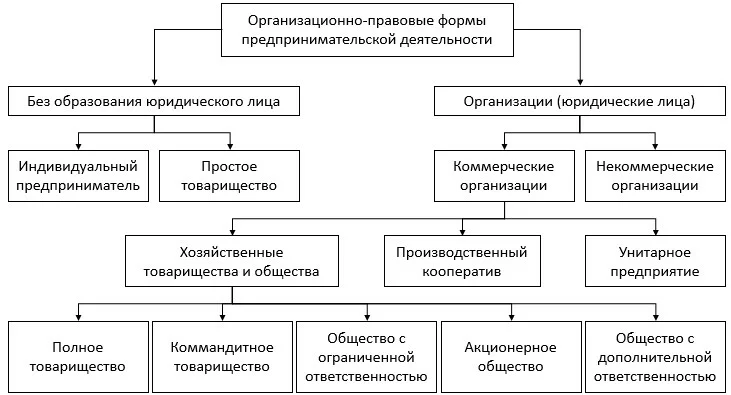 Организационно-правовые формы
предпринимательской деятельности
Без образования юридического лица
Организации (юридические лица)
Индивидуальный
предприниматель
Простое
товарищество
Коммерческие
организации
Некоммерческие
организации
Хозяйственные
товарищества и общества
Производственный
кооператив
Унитарное
предприятие
Полное
товарищество
Коммандитное
товарищество
Общество с
ограниченной
ответственностью
Акционерное
общество
Общество с
дополнительной
ответственностью